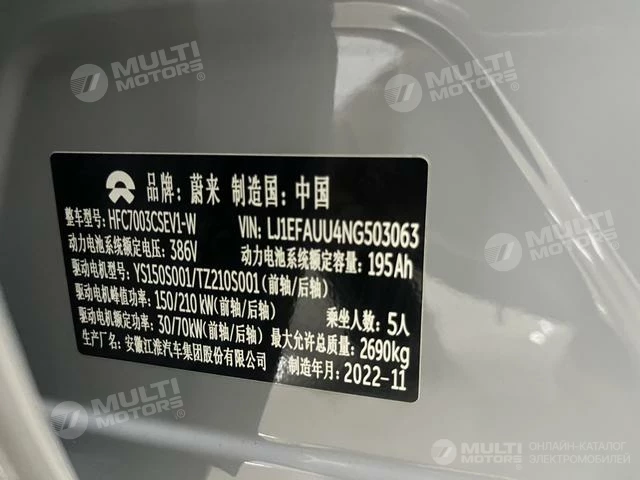 MULTI MOTORS
MULTI MOTORS
品牌: 蔚来 制造国: 中国
整车型号: HFC7003CSEV1-W VIN: LJ1EFAUU4NG503063
动力电池系统额定电压: 386V 动力电池系统额定容量: 195Ah
驱动电机型号: YS150S001/TZ210S001(前轴/后轴)
驱动电机峰值功率: 150/210kW(前轴/后轴) 乘坐人数: 5人
驱动电机额定功率: 30/70kW(前轴/后轴) 最大允许总质量: 2690kg
生产厂名: 安徽江淮汽车集团股份有限公司 制造年月: 2022-11
MULTI MOTORS
MULTI MOTORS
MULTI MOTORS ОНЛАЙН-КАТАЛОГ ЭЛЕКТРОМОБИЛЕЙ